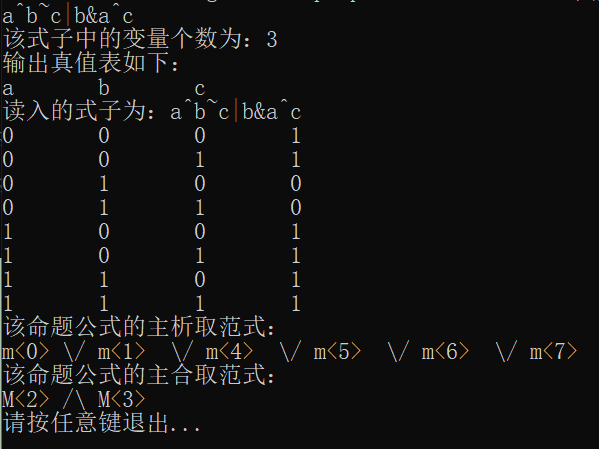 a^b~c|b&a^c
该式子中的变量个数为：3
输出真值表如下：
a b c
读入的式子为：a^b~c|b&a^c
0 0 0 1
0 0 1 1
0 1 0 0
0 1 1 0
1 0 0 1
1 0 1 1
1 1 0 1
1 1 1 1
该命题公式的主析取范式：
m<0> \/ m<1> \/ m<4> \/ m<5> \/ m<6> \/ m<7>
该命题公式的主合取范式：
M<2> /\ M<3>
请按任意键退出...